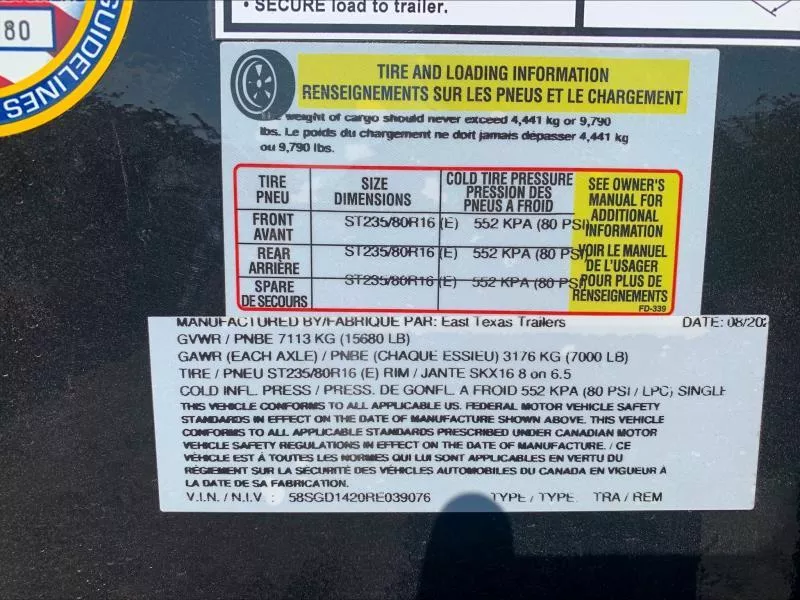 • SECURE load to trailer.
80
GUIDELINES
TIRE AND LOADING INFORMATION
RENSEIGNEMENTS SUR LES PNEUS ET LE CHARGEMENT
weight of cargo should never exceed 4,441 kg or 9,790
lbs. Le poids du chargement ne doit jamais dépasser 4,441 kg
ou 9,790 lbs.
TIRE PNEU
SIZE DIMENSIONS
COLD TIRE PRESSURE PRESSION DES PNEUS A FROID
SEE OWNER'S
MANUAL FOR
ADDITIONAL
INFORMATION
VOIR LE MANUEL
DE L'USAGER
POUR PLUS DE
RENSEIGNEMENTS
FRONT AVANT ST235/80R16 (E) 552 KPA (80 PSI)
REAR ARRIÈRE ST235/80R16 (E) 552 KPA (80 PSI)
SPARE DE SECOURS ST235/80R16 (E) 552 KPA (80 PSI)
FD-339
MANUFACTURED BY/FABRIQUE PAR: East Texas Trailers DATE: 08/202
GVWR / PNBE 7113 KG (15680 LB)
GAWR (EACH AXLE) / PNBE (CHAQUE ESSIEU) 3176 KG (7000 LB)
TIRE / PNEU ST235/80R16 (E) RIM / JANTE SKX16 8 on 6.5
COLD INFL. PRESS / PRESS. DE GONFL. A FROID 552 KPA (80 PSI / LPC) SINGLE
THIS VEHICLE CONFORMS TO ALL APPLICABLE US. FEDERAL MOTOR VEHICLE SAFETY
STANDARDS IN EFFECT ON THE DATE OF MANUFACTURE SHOWN ABOVE. THIS VEHICLE
CONFORMS TO ALL APPLICABLE STANDARDS PRESCRIBED UNDER CANADIAN MOTOR
VEHICLE SAFETY REGULATIONS IN EFFECT ON THE DATE OF MANUFACTURE. / CE
VÉHICLE EST À TOUTES LES NORMES QUI LUI SONT APPLICABLES EN VERTU DU
RÈGIEMENT SUR LA SÉCURITÉ DES VÉHICLES AUTOMOBILES DU CANADA EN VIGUEUR À
LA DATE DE SA FABRICATION.
V.I.N. / N.I.V : 58SGD1420RE039076 TYPE / TYPE. TRA / REM